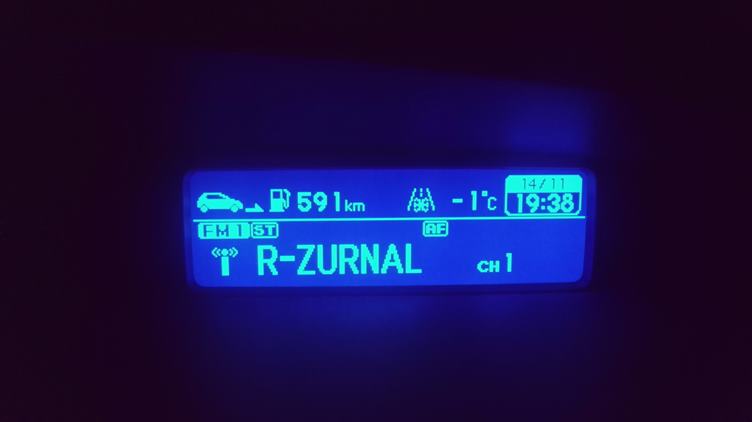 591km -1°C 14/11
19:38
FM1 ST AF
R-ZURNAL CH1